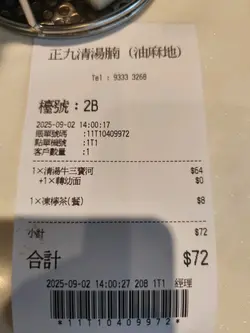 正九清湯腩 (油麻地)
Tel : 9333 3268
檯號：2B
2025-09-02 14:00:17
賬單號碼 :11T10409972
點單機號 :1T1
客戶數量 :1
1×清湯牛三寶河 $64
+1×轉幼面 $0
1×凍檸茶(餐) $8
小計 $72
合計 $72
2025-09-02 14:00:27 208 1T1 經理
*11T10409972*